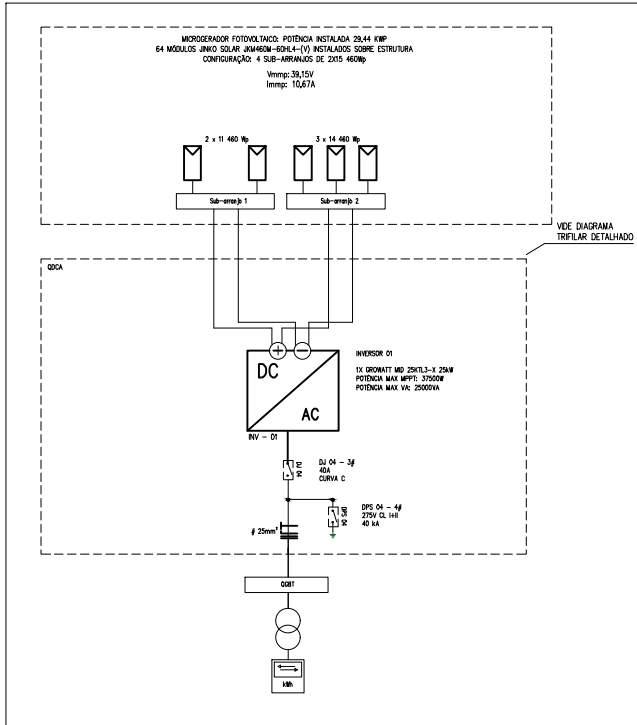 MICROGERADOR FOTOVOLTAICO: POTÊNCIA INSTALADA 29,44 KWP
64 MÓDULOS JINKO SOLAR JKM460M-60HL4-(V) INSTALADOS SOBRE ESTRUTURA
CONFIGURAÇÃO: 4 SUB-ARRANJOS DE 2X15 460Wp
Vmmp: 39,15V
Immp: 10,67A
2 x 11 460 Wp
3 x 14 460 Wp
Sub-arranjo 1
Sub-arranjo 2
VIDE DIAGRAMA
TRIFILAR DETALHADO
QDCA
DC
AC
INVERSOR 01
1X GROWATT MID 25KTL3-X 25kW
POTÊNCIA MAX MPPT: 37500W
POTÊNCIA MAX VA: 25000VA
INV - 01
DJ 04
DJ 04 - 3#
40A
CURVA C
DPS 04
DPS 04 - 4#
275V CL I+II
40 kA
# 25mm²
QGBT
kWh